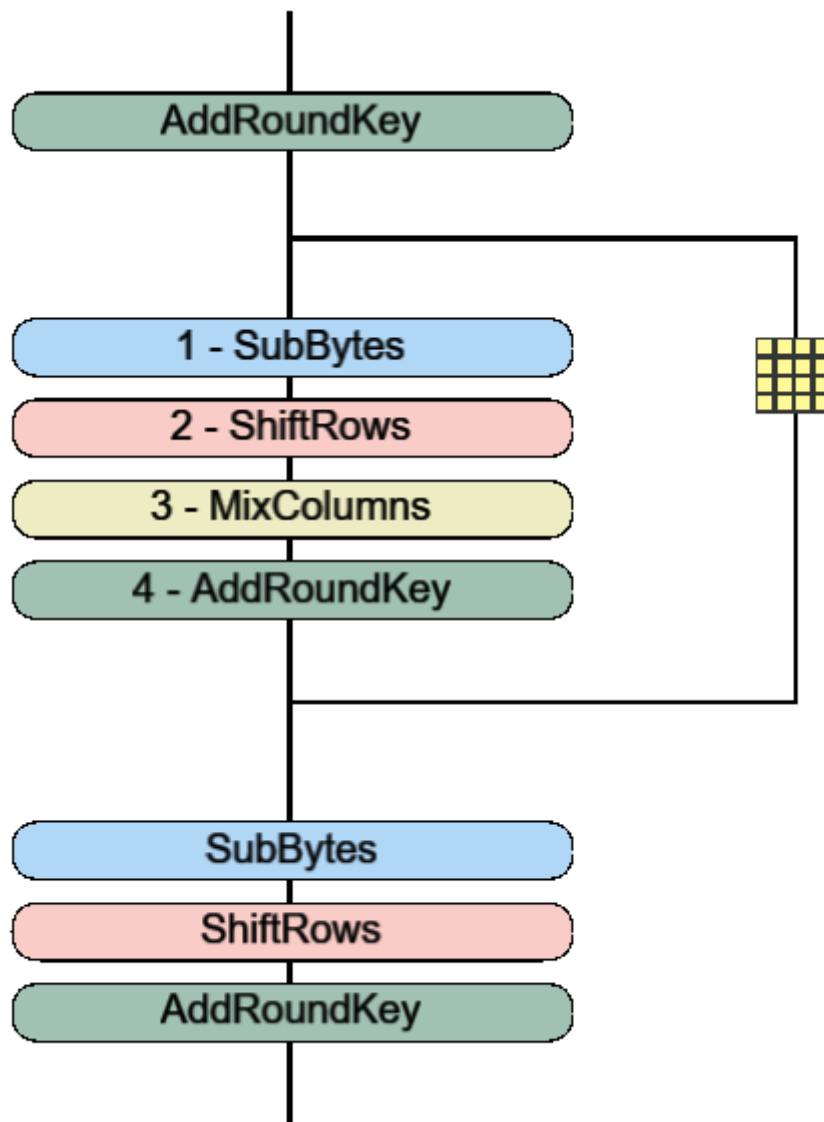 AddRoundKey
1 - SubBytes
2 - ShiftRows
3 - MixColumns
4 - AddRoundKey
SubBytes
ShiftRows
AddRoundKey